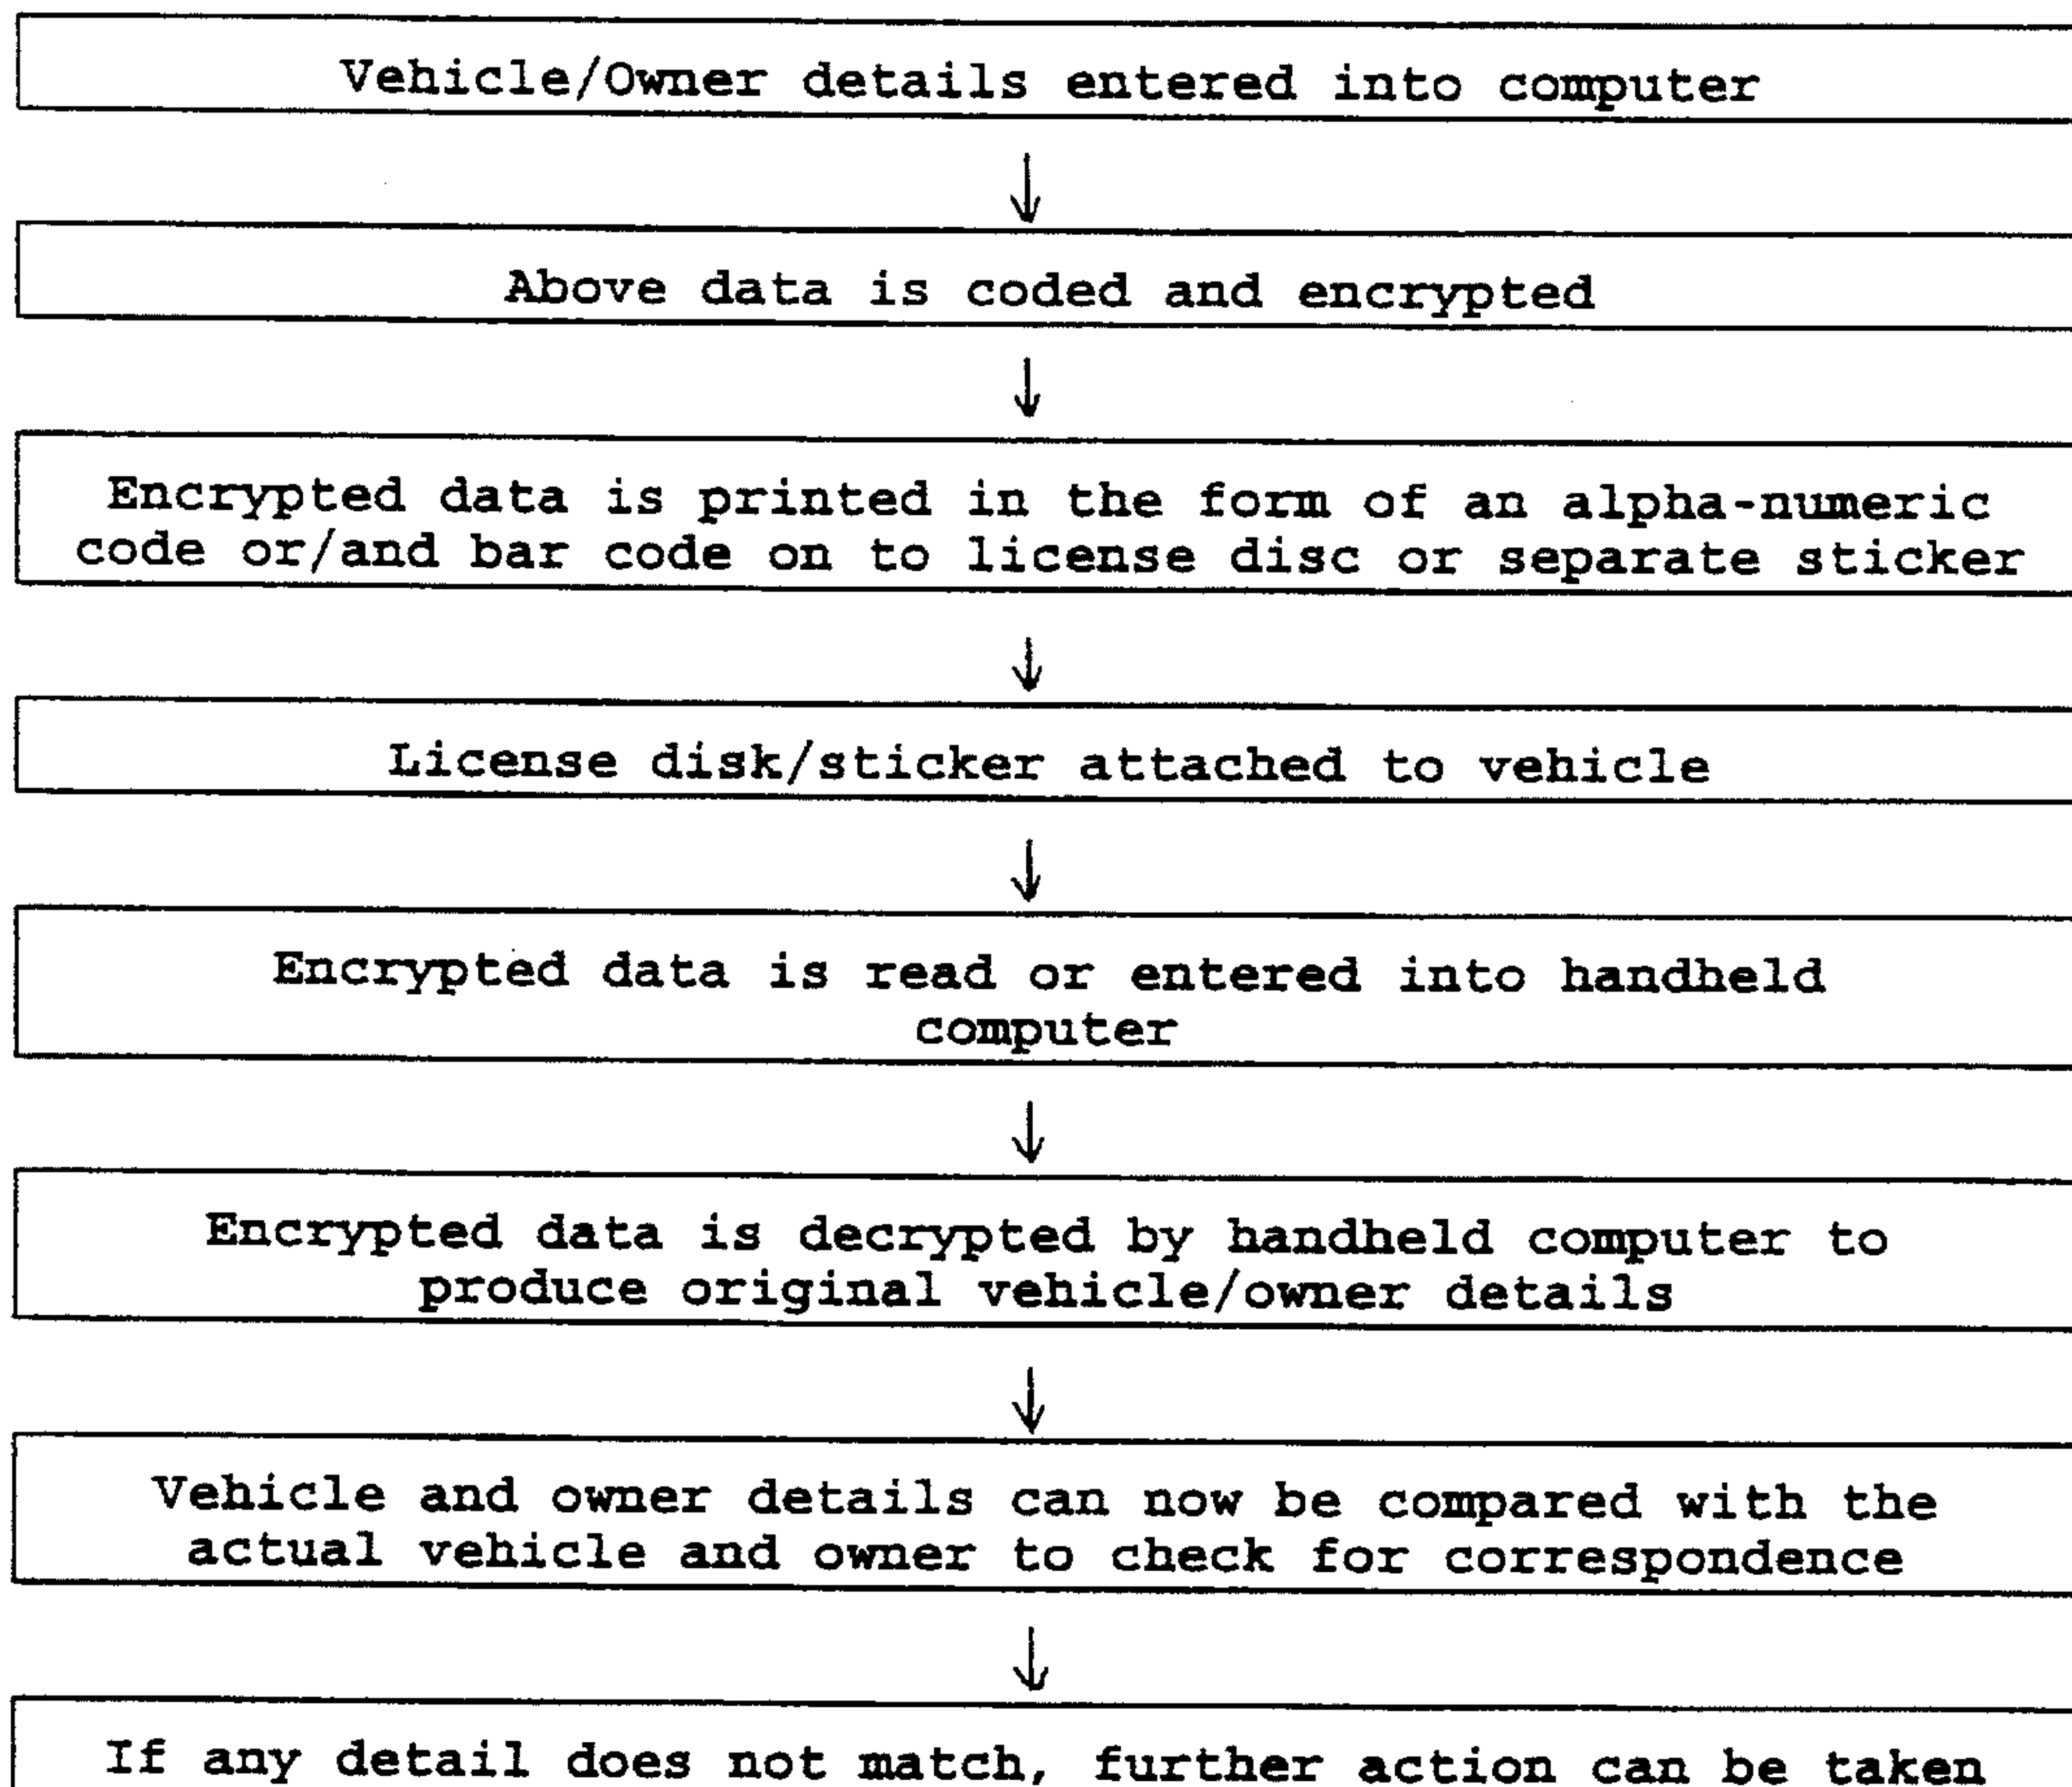 Vehicle/Owner details entered into computer
Above data is coded and encrypted
Encrypted data is printed in the form of an alpha-numeric
code or/and bar code on to license disc or separate sticker
License disk/sticker attached to vehicle
Encrypted data is read or entered into handheld
computer
Encrypted data is decrypted by handheld computer to
produce original vehicle/owner details
Vehicle and owner details can now be compared with the
actual vehicle and owner to check for correspondence
If any detail does not match, further action can be taken